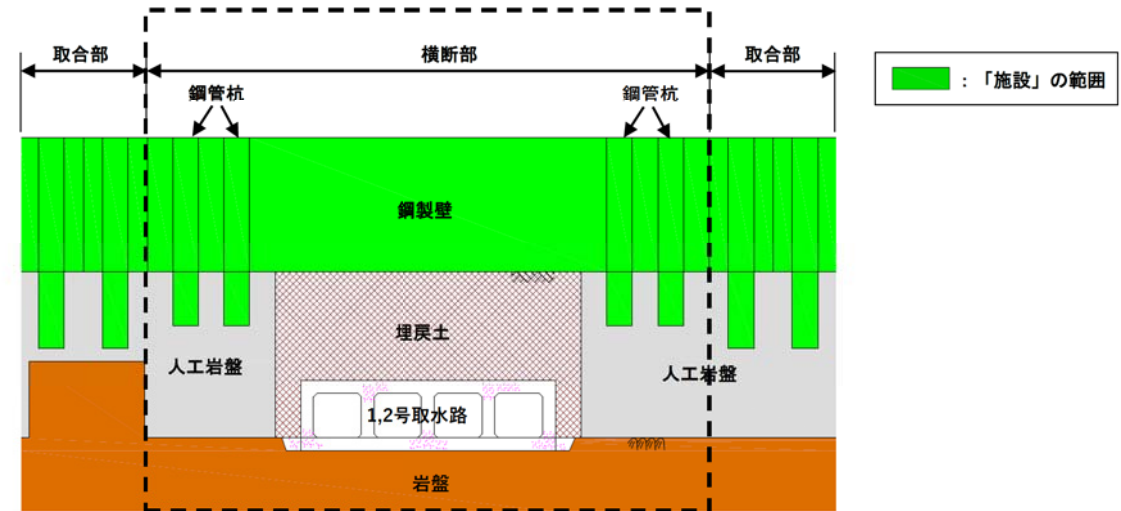 取合部
横断部
取合部
:「施設」の範囲
鋼管杭
鋼管杭
鋼製壁
埋戻土
人工岩盤
人工岩盤
1,2号取水路
岩盤